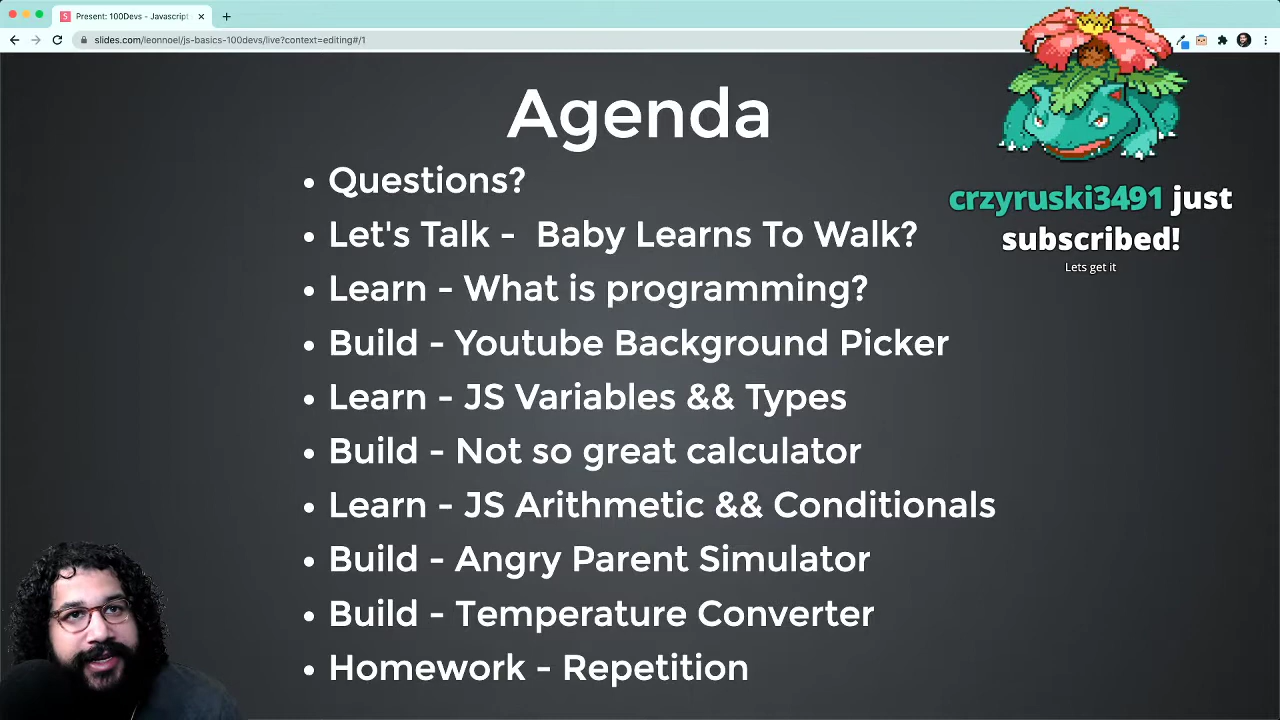 Present: 100Devs - Javascript
slides.com/leonnoel/js-basics-100devs/live?context=editing#/1
Agenda
Questions?
Let's Talk - Baby Learns To Walk?
Learn - What is programming?
Build - Youtube Background Picker
Learn - JS Variables && Types
Build - Not so great calculator
Learn - JS Arithmetic && Conditionals
Build - Angry Parent Simulator
Build - Temperature Converter
Homework - Repetition
crzyruski3491 just
subscribed!
Lets get it